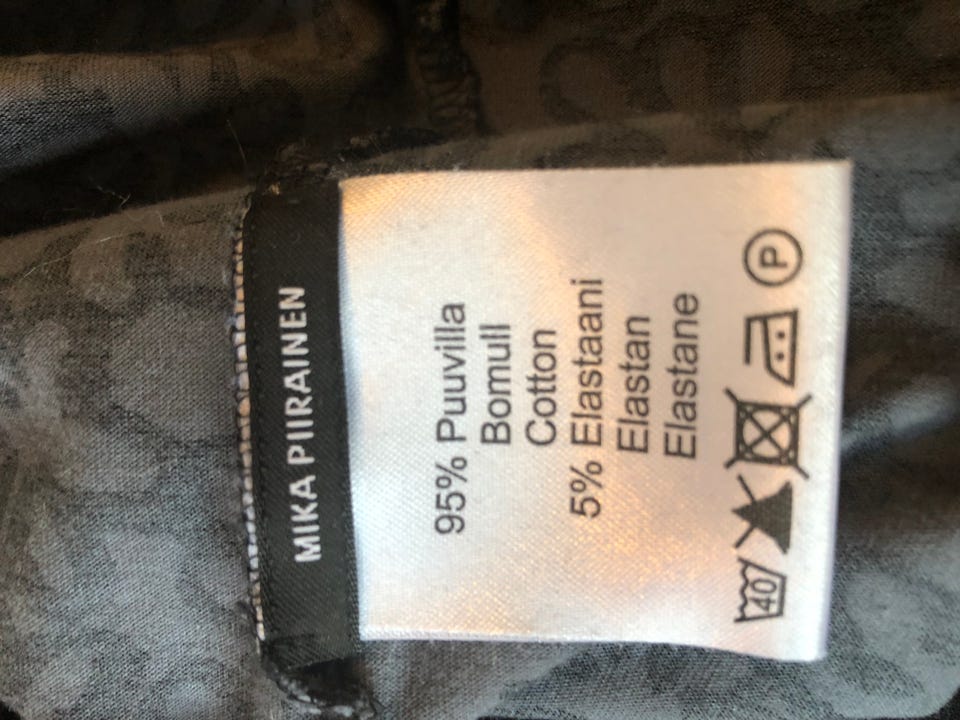 MIKA PIIRAINEN
95% Puuvilla
Bomull
Cotton
5% Elastaani
Elastan
Elastane
40 P